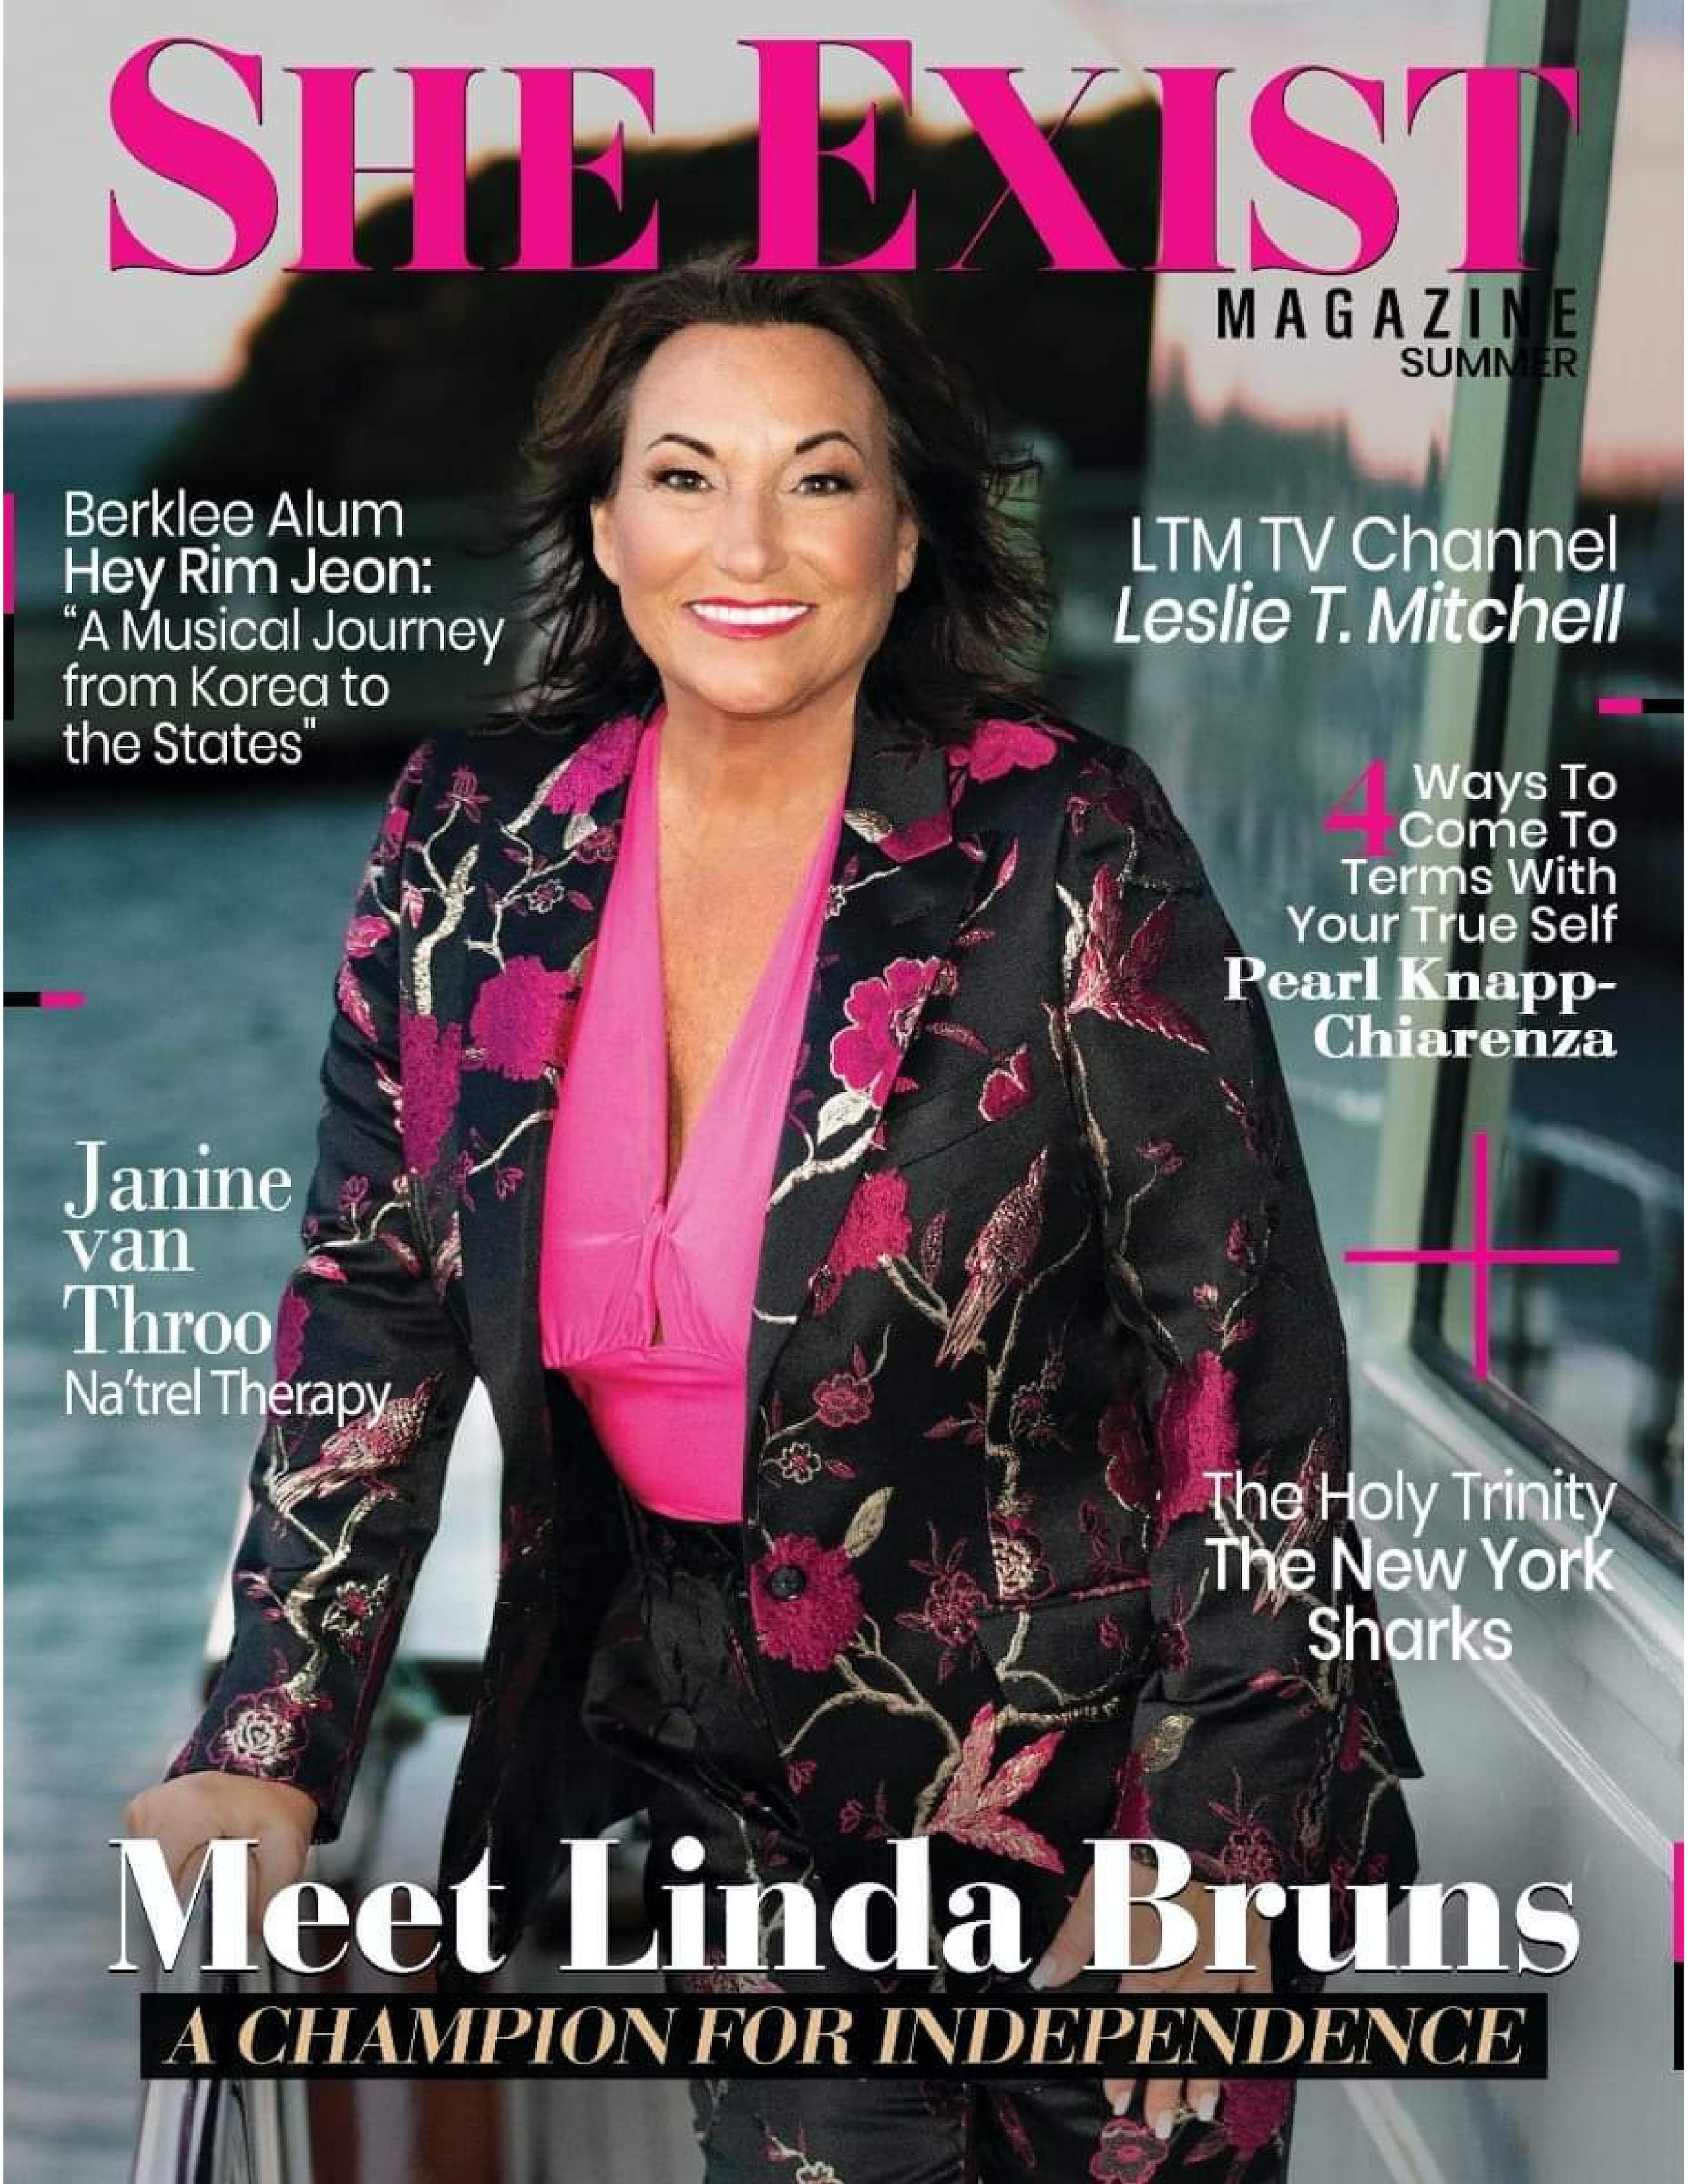 SHE EXIST
MAGAZINE
SUMMER
Berklee Alum
Hey Rim Jeon:
“A Musical Journey
from Korea to
the States"
LTM TV Channel
Leslie T. Mitchell
4 Ways To
Come To
Terms With
Your True Self
Pearl Knapp-
Chiarenza
Janine
van
Throo
Na’trel Therapy
The Holy Trinity
The New York
Sharks
Meet Linda Bruns
A CHAMPION FOR INDEPENDENCE